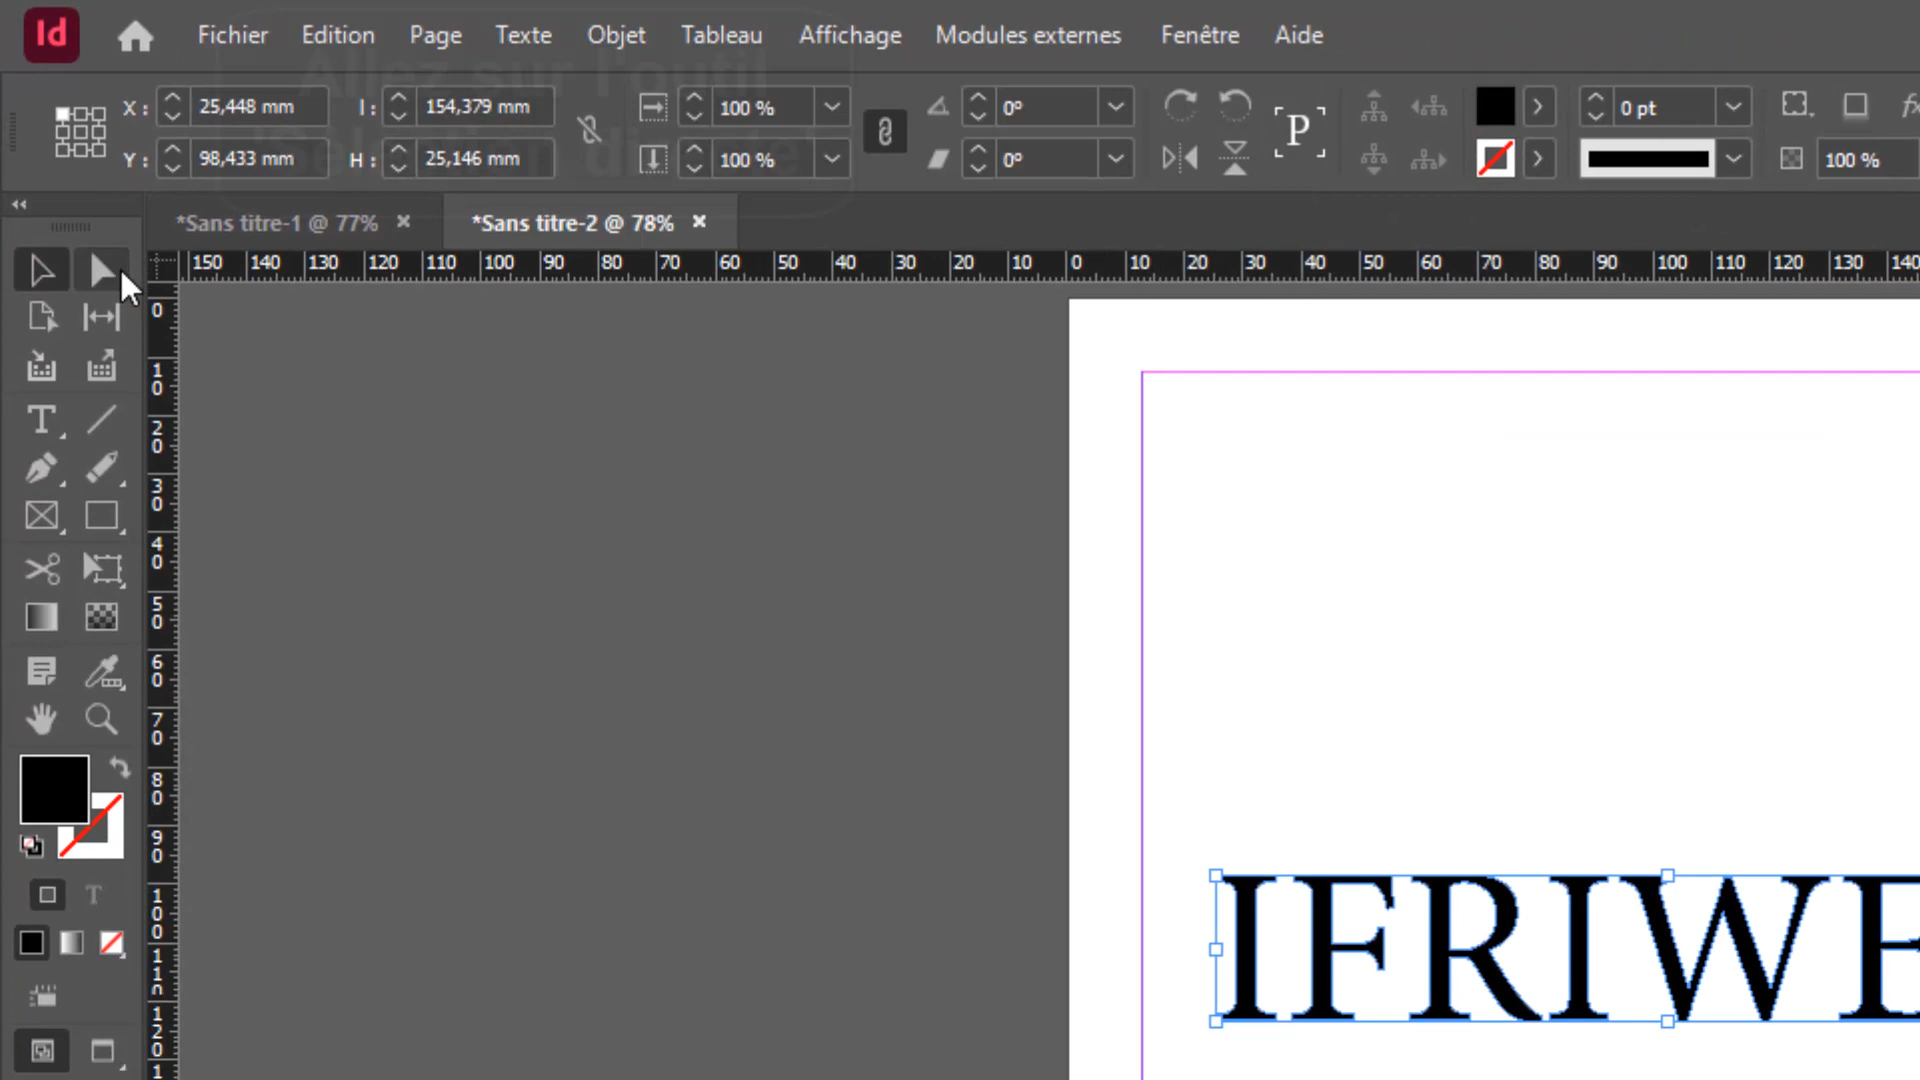 Id Fichier Edition Page Texte Objet Tableau Affichage Modules externes Fenêtre Aide
Allez sur l'outil
X : 25,448 mm I : 154,379 mm 100 % 0° P 0 pt fx
Y : 98,433 mm H : 25,146 mm 100 % 0° 100 %
*Sans titre-1 @ 77% × *Sans titre-2 @ 78% ×
150 140 130 120 110 100 90 80 70 60 50 40 30 20 10 0 10 20 30 40 50 60 70 80 90 100 110 120 130 140
0
10
20
30
40
50
60
70
80
90
100
110
120
1
T
T
IFRIWE